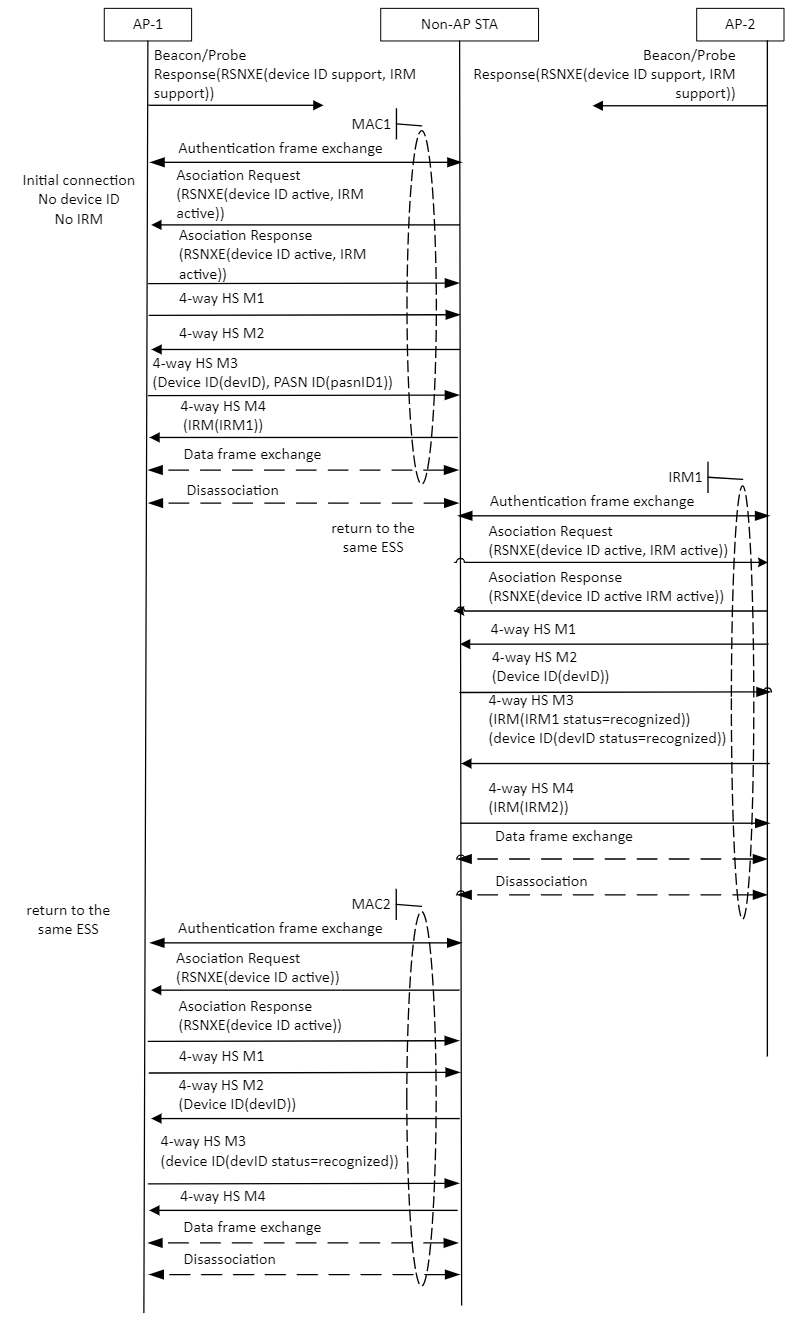 AP-1
Non-AP STA
AP-2
Beacon/Probe
Response(RSNXE(device ID support, IRM
support))
Beacon/Probe
Response(RSNXE(device ID support, IRM
support))
MAC1
Authentication frame exchange
Initial connection
No device ID
No IRM
Asociation Request
(RSNXE(device ID active, IRM
active))
Asociation Response
(RSNXE(device ID active, IRM
active))
4-way HS M1
4-way HS M2
4-way HS M3
(Device ID(devID), PASN ID(pasnID1))
4-way HS M4
(IRM(IRM1))
Data frame exchange
Disassociation
IRM1
Authentication frame exchange
return to the
same ESS
Asociation Request
(RSNXE(device ID active, IRM active))
Asociation Response
(RSNXE(device ID active IRM active))
4-way HS M1
4-way HS M2
(Device ID(devID))
4-way HS M3
(IRM(IRM1 status=recognized))
(device ID(devID status=recognized))
4-way HS M4
(IRM(IRM2))
Data frame exchange
Disassociation
return to the
same ESS
MAC2
Authentication frame exchange
Asociation Request
(RSNXE(device ID active))
Asociation Response
(RSNXE(device ID active))
4-way HS M1
4-way HS M2
(Device ID(devID))
4-way HS M3
(device ID(devID status=recognized))
4-way HS M4
Data frame exchange
Disassociation